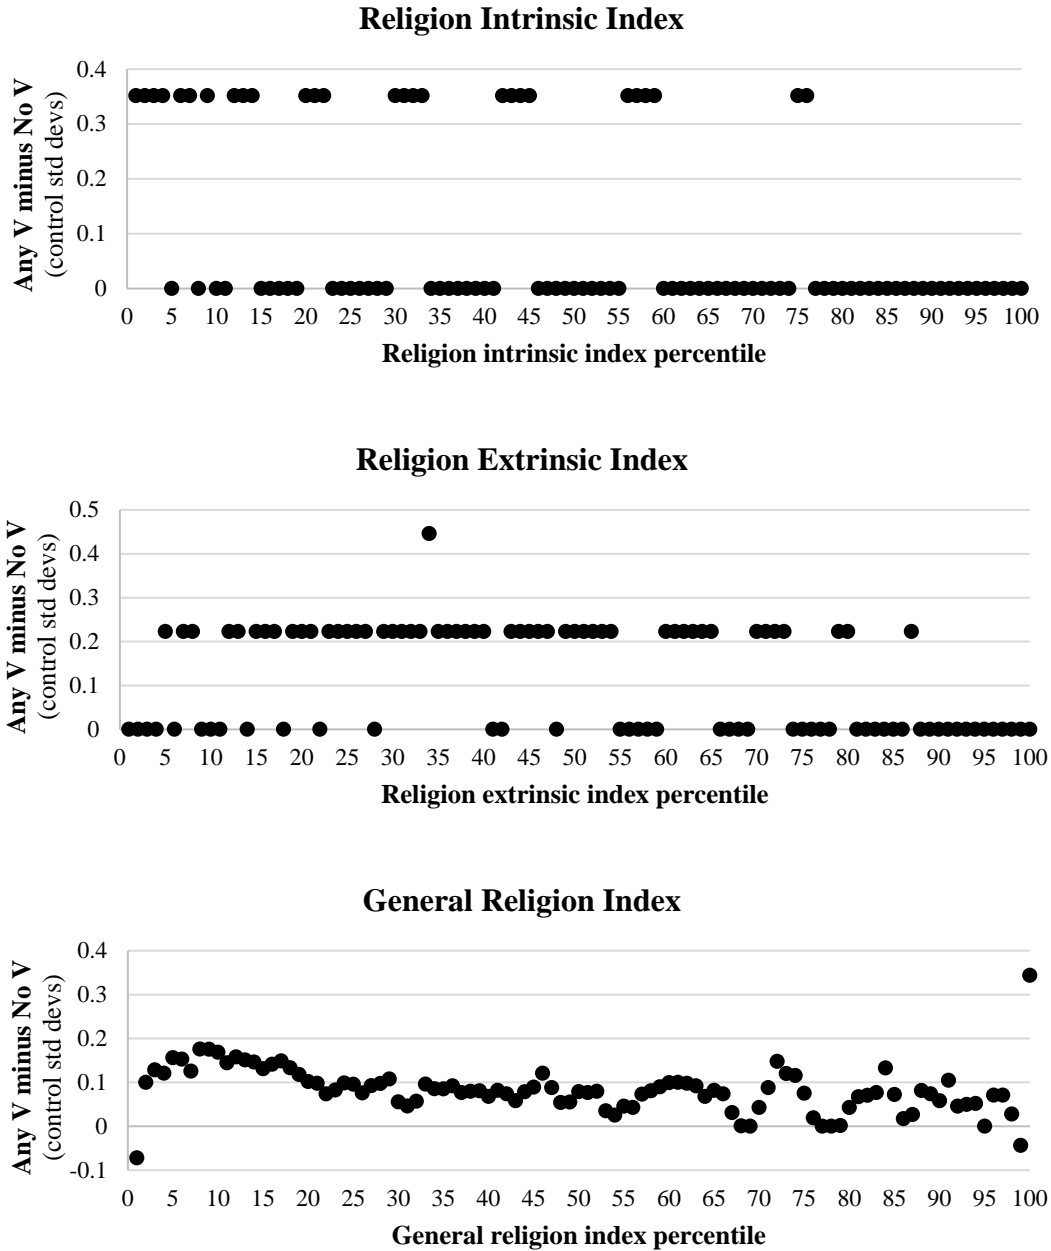 Religion Intrinsic Index
Any V minus No V
(control std devs)
0.4
0.3
0.2
0.1
0
0 5 10 15 20 25 30 35 40 45 50 55 60 65 70 75 80 85 90 95 100
Religion intrinsic index percentile
Religion Extrinsic Index
Any V minus No V
(control std devs)
0.5
0.4
0.3
0.2
0.1
0
0 5 10 15 20 25 30 35 40 45 50 55 60 65 70 75 80 85 90 95 100
Religion extrinsic index percentile
General Religion Index
Any V minus No V
(control std devs)
0.4
0.3
0.2
0.1
0
-0.1
0 5 10 15 20 25 30 35 40 45 50 55 60 65 70 75 80 85 90 95 100
General religion index percentile